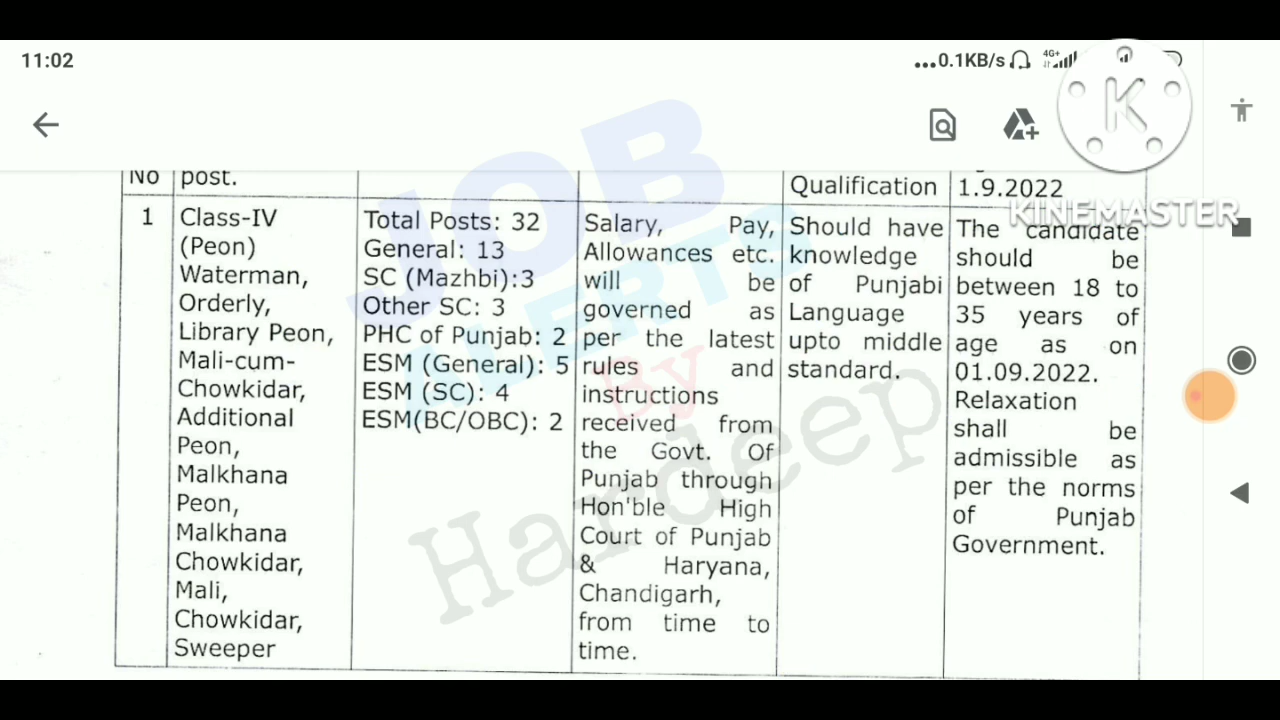 11:02
...0.1KB/s
4G+
K
KINEMASTER
JOB
ALERTS
By
Hardeep
No
post.
Qualification
1.9.2022
1
Class-IV
(Peon)
Waterman,
Orderly,
Library Peon,
Mali-cum-
Chowkidar,
Additional
Peon,
Malkhana
Peon,
Malkhana
Chowkidar,
Mali,
Chowkidar,
Sweeper
Total Posts: 32
General: 13
SC (Mazhbi):3
Other SC: 3
PHC of Punjab: 2
ESM (General): 5
ESM (SC): 4
ESM(BC/OBC): 2
Salary, Pay,
Allowances etc.
will be
governed as
per the latest
rules and
instructions
received from
the Govt. Of
Punjab through
Hon'ble High
Court of Punjab
& Haryana,
Chandigarh,
from time to
time.
Should have
knowledge
of Punjabi
Language
upto middle
standard.
The candidate
should be
between 18 to
35 years of
age as on
01.09.2022.
Relaxation
shall be
admissible as
per the norms
of Punjab
Government.